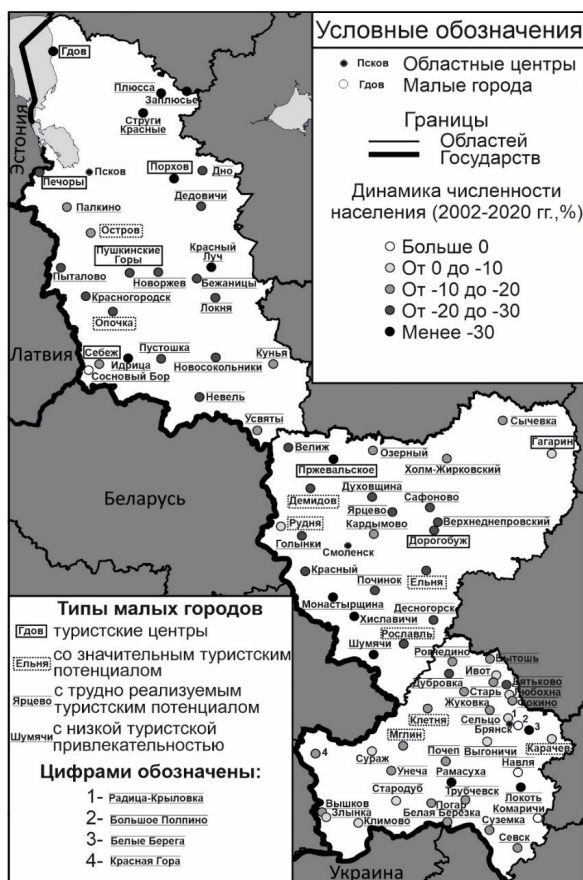 Условные обозначения
Псков Областные центры
Гдов Малые города
Границы
Областей
Государств
Динамика численности
населения (2002-2020 гг.,%)
Больше 0
От 0 до -10
От -10 до -20
От -20 до -30
Менее -30
Гдов
Плюсса
Заплюсье
Струги
Красные
Эстония
Печоры
Псков
Порхов
Дно
Дедовичи
Палкино
Остров
Пушкинские
Горы
Красный
Луч
Пыталово
Новоржев
Бежаницы
Красногородск
Локня
Опочка
Латвия
Себеж
Идрица
Сосновый Бор
Пустошка
Новосокольники
Кунья
Невель
Усвяты
Беларусь
Сычевка
Велиж
Озерный
Гагарин
Пржевальское
Холм-Жирковский
Духовщина
Демидов
Сафоново
Ярцево
Рудня
Кардымово
Верхнеднепровский
Голынки
Смоленск
Дорогобуж
Красный
Починок
Ельня
Монастырщина
Хиславичи
Десногорск
Шумячи
Рославль
Рогнедино
Бытошь
Ивот
Дубровка
Старь
Дятьково
Любохна
Фокино
Жуковка
Клетня
Сельцо
1
Брянск
2
3
Мглин
Выгоничи
Карачев
4
Сураж
Почеп
Навля
Унеча
Рамасуха
Стародуб
Трубчевск
Локоть
Вышков
Погар
Комаричи
Злынка
Климово
Белая Березка
Суземка
Севск
Украина
Типы малых городов
Гдов туристские центры
Ельня со значительным туристским
потенциалом
Ярцево с трудно реализуемым
туристским потенциалом
Шумячи с низкой туристской
привлекательностью
Цифрами обозначены:
1- Радица-Крыловка
2- Большое Полпино
3- Белые Берега
4- Красная Гора